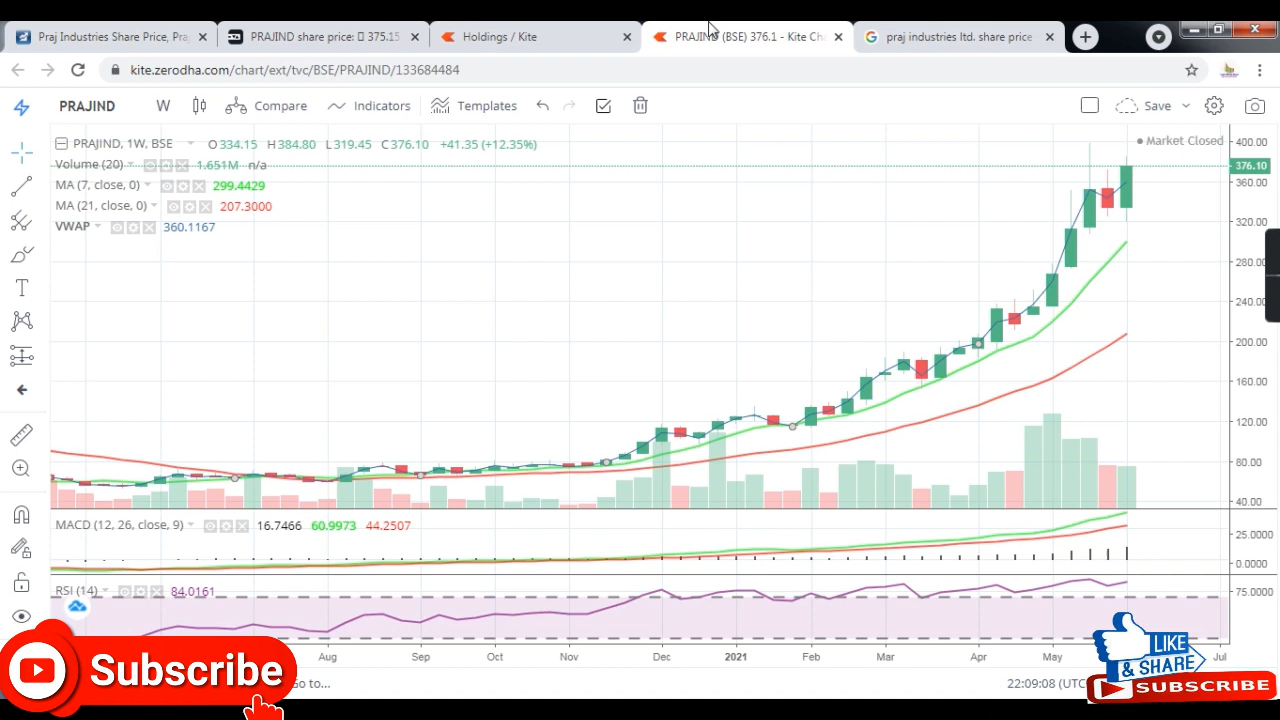 Praj Industries Share Price, Pra
PRAJIND share price: ▯ 375.15
Holdings
PRAJIND (BSE) 376.1 - Kite Cha
praj industries ltd. share price
kite.zerodha.com/chart/ext/tvc/BSE/PRAJIND/133684484
PRAJIND W Compare Indicators Templates Save
PRAJIND, 1W, BSE O334.15 H384.80 L319.45 C376.10 +41.35 (+12.35%)
Market Closed
Volume (20) 1.651M n/a
MA (7, close, 0) 299.4429
MA (21, close, 0) 207.3000
VWAP 360.1167
400.00
376.10
360.00
320.00
280.00
240.00
200.00
160.00
120.00
80.00
40.00
MACD (12, 26, close, 9) 16.7466 60.9973 44.2507
25.0000
0.0000
RSI (14) 84.0161
75.0000
Aug Sep Oct Nov Dec 2021 Feb Mar Apr May Jul
to...
22:09:08 (UTC
Subscribe
LIKE
& SHARE
SUBSCRIBE